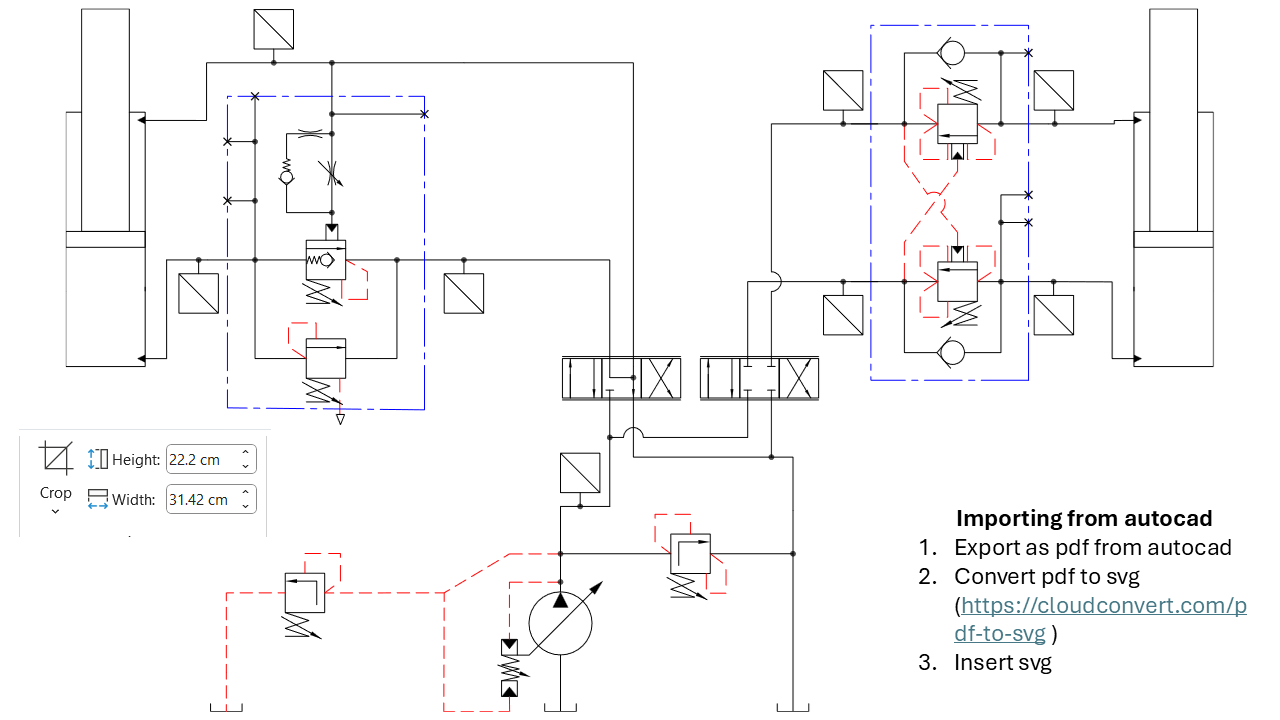 Height: 22.2 cm
Crop
Width: 31.42 cm
Importing from autocad
1. Export as pdf from autocad
2. Convert pdf to svg
(https://cloudconvert.com/p
df-to-svg )
3. Insert svg